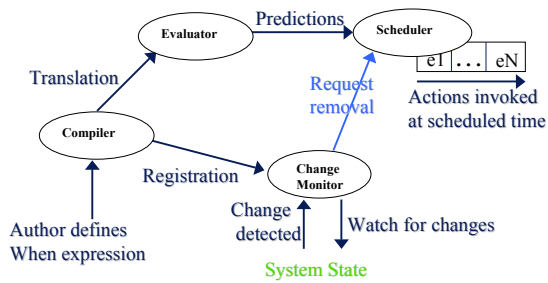 Predictions
Evaluator
Scheduler
e1 ... eN
Translation
Request
removal
Actions invoked
at scheduled time
Compiler
Registration
Change
Monitor
Author defines
When expression
Change
detected
Watch for changes
System State